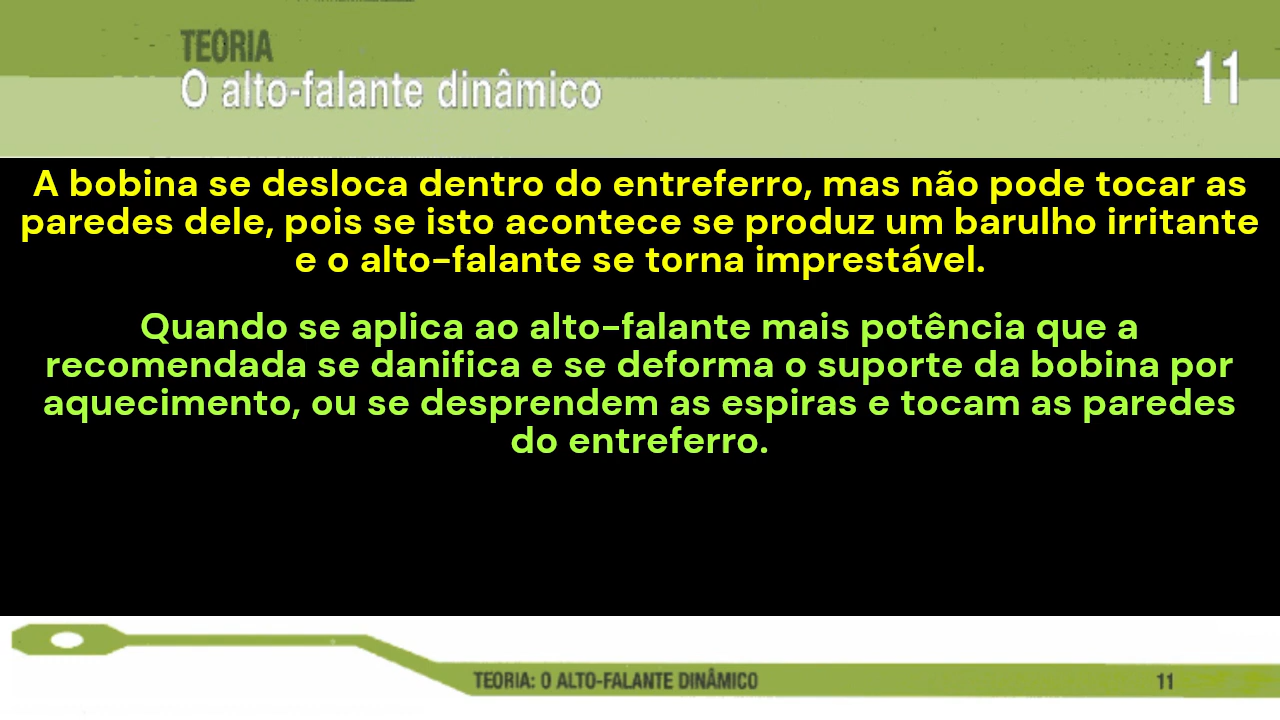 TEORIA
O alto-falante dinâmico
11
A bobina se desloca dentro do entreferro, mas não pode tocar as
paredes dele, pois se isto acontece se produz um barulho irritante
e o alto-falante se torna imprestável.
Quando se aplica ao alto-falante mais potência que a
recomendada se danifica e se deforma o suporte da bobina por
aquecimento, ou se desprendem as espiras e tocam as paredes
do entreferro.
TEORIA: O ALTO-FALANTE DINÂMICO
11